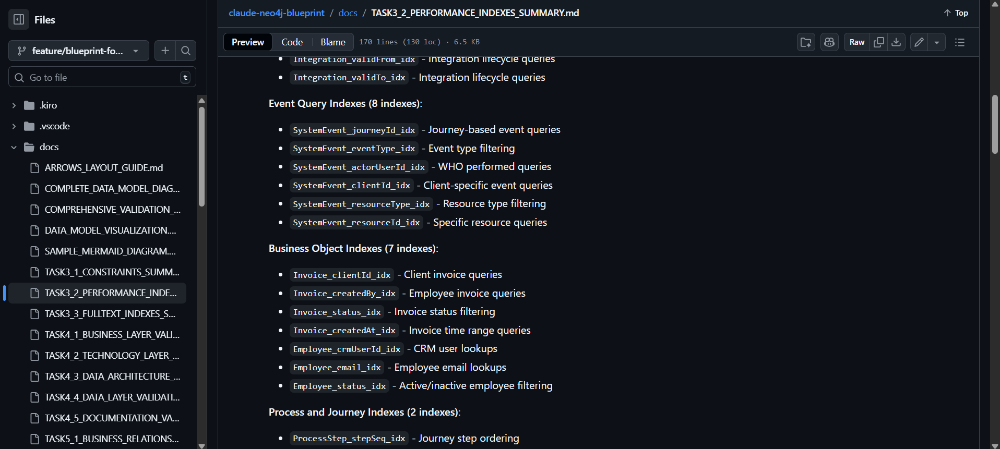 Files
feature/blueprint-fo...
Go to file
t
.kiro
.vscode
docs
ARROWS_LAYOUT_GUIDE.md
COMPLETE_DATA_MODEL_DIAG...
COMPREHENSIVE_VALIDATION_...
DATA_MODEL_VISUALIZATION....
SAMPLE_MERMAID_DIAGRAM....
TASK3_1_CONSTRAINTS_SUMM...
TASK3_2_PERFORMANCE_INDE...
TASK3_3_FULLTEXT_INDEXES_S...
TASK4_1_BUSINESS_LAYER_VALI...
TASK4_2_TECHNOLOGY_LAYER_...
TASK4_3_DATA_ARCHITECTURE_...
TASK4_4_DATA_LAYER_VALIDATI...
TASK4_5_DOCUMENTATION_VA...
TASK5_1_BUSINESS_RELATIONS...
claude-neo4j-blueprint / docs / TASK3_2_PERFORMANCE_INDEXES_SUMMARY.md
Top
Preview Code Blame 170 lines (130 loc) · 6.5 KB Raw
Integration_validFrom_idx - Integration lifecycle queries
Integration_validTo_idx - Integration lifecycle queries
Event Query Indexes (8 indexes):
SystemEvent_journeyId_idx - Journey-based event queries
SystemEvent_eventType_idx - Event type filtering
SystemEvent_actorUserId_idx - WHO performed queries
SystemEvent_clientId_idx - Client-specific event queries
SystemEvent_resourceType_idx - Resource type filtering
SystemEvent_resourceId_idx - Specific resource queries
Business Object Indexes (7 indexes):
Invoice_clientId_idx - Client invoice queries
Invoice_createdBy_idx - Employee invoice queries
Invoice_status_idx - Invoice status filtering
Invoice_createdAt_idx - Invoice time range queries
Employee_crmUserId_idx - CRM user lookups
Employee_email_idx - Employee email lookups
Employee_status_idx - Active/inactive employee filtering
Process and Journey Indexes (2 indexes):
ProcessStep_stepSeq_idx - Journey step ordering